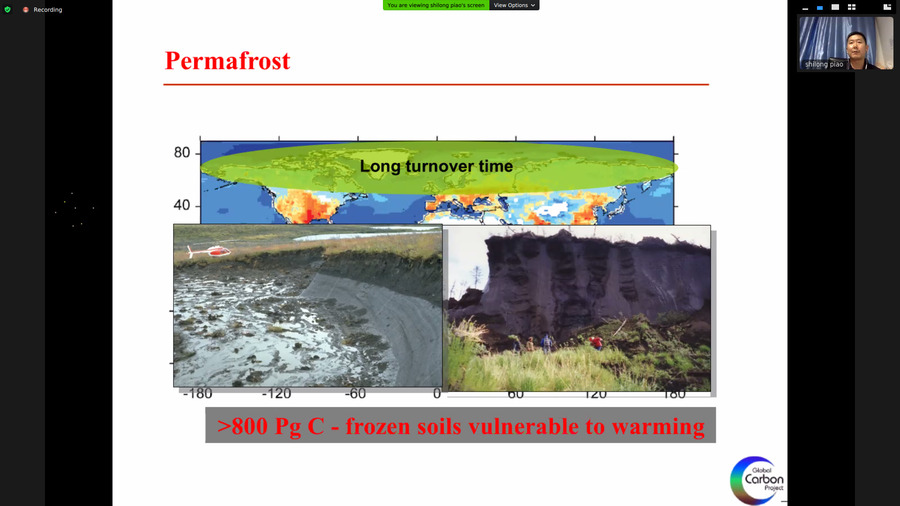 Recording
You are viewing shilong piao's screen
View Options
shilong piao
Permafrost
80
Long turnover time
40
-180
-120
-60
0
60
120
180
>800 Pg C - frozen soils vulnerable to warming
Global
Carbon
Project